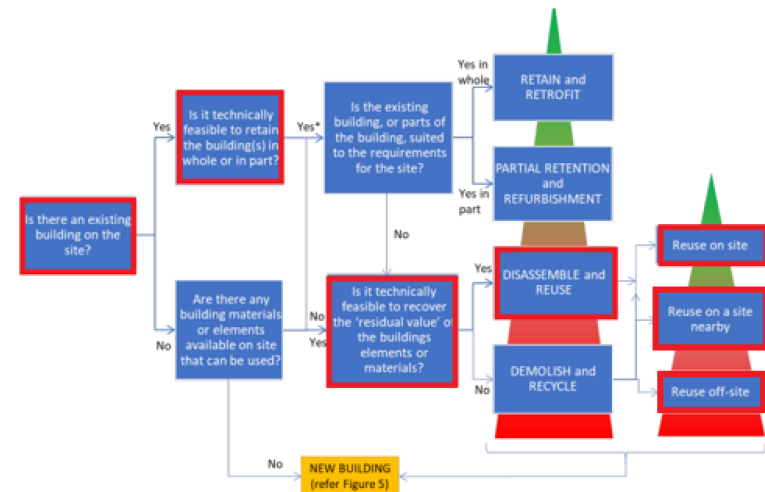 Is there an existing
building on the
site?
Yes
No
Is it technically
feasible to retain
the building(s) in
whole or in part?
Are there any
building materials
or elements
available on site
that can be used?
Yes*
No
Yes
Is the existing
building, or parts of
the building, suited
to the requirements
for the site?
No
Is it technically
feasible to recover
the ‘residual value’ of
the buildings
elements or
materials?
Yes in
whole
Yes in
part
Yes
No
RETAIN and
RETROFIT
PARTIAL RETENTION
and
REFURBISHMENT
DISASSEMBLE and
REUSE
DEMOLISH and
RECYCLE
Reuse on site
Reuse on a site
nearby
Reuse off-site
No
NEW BUILDING
(refer Figure 5)